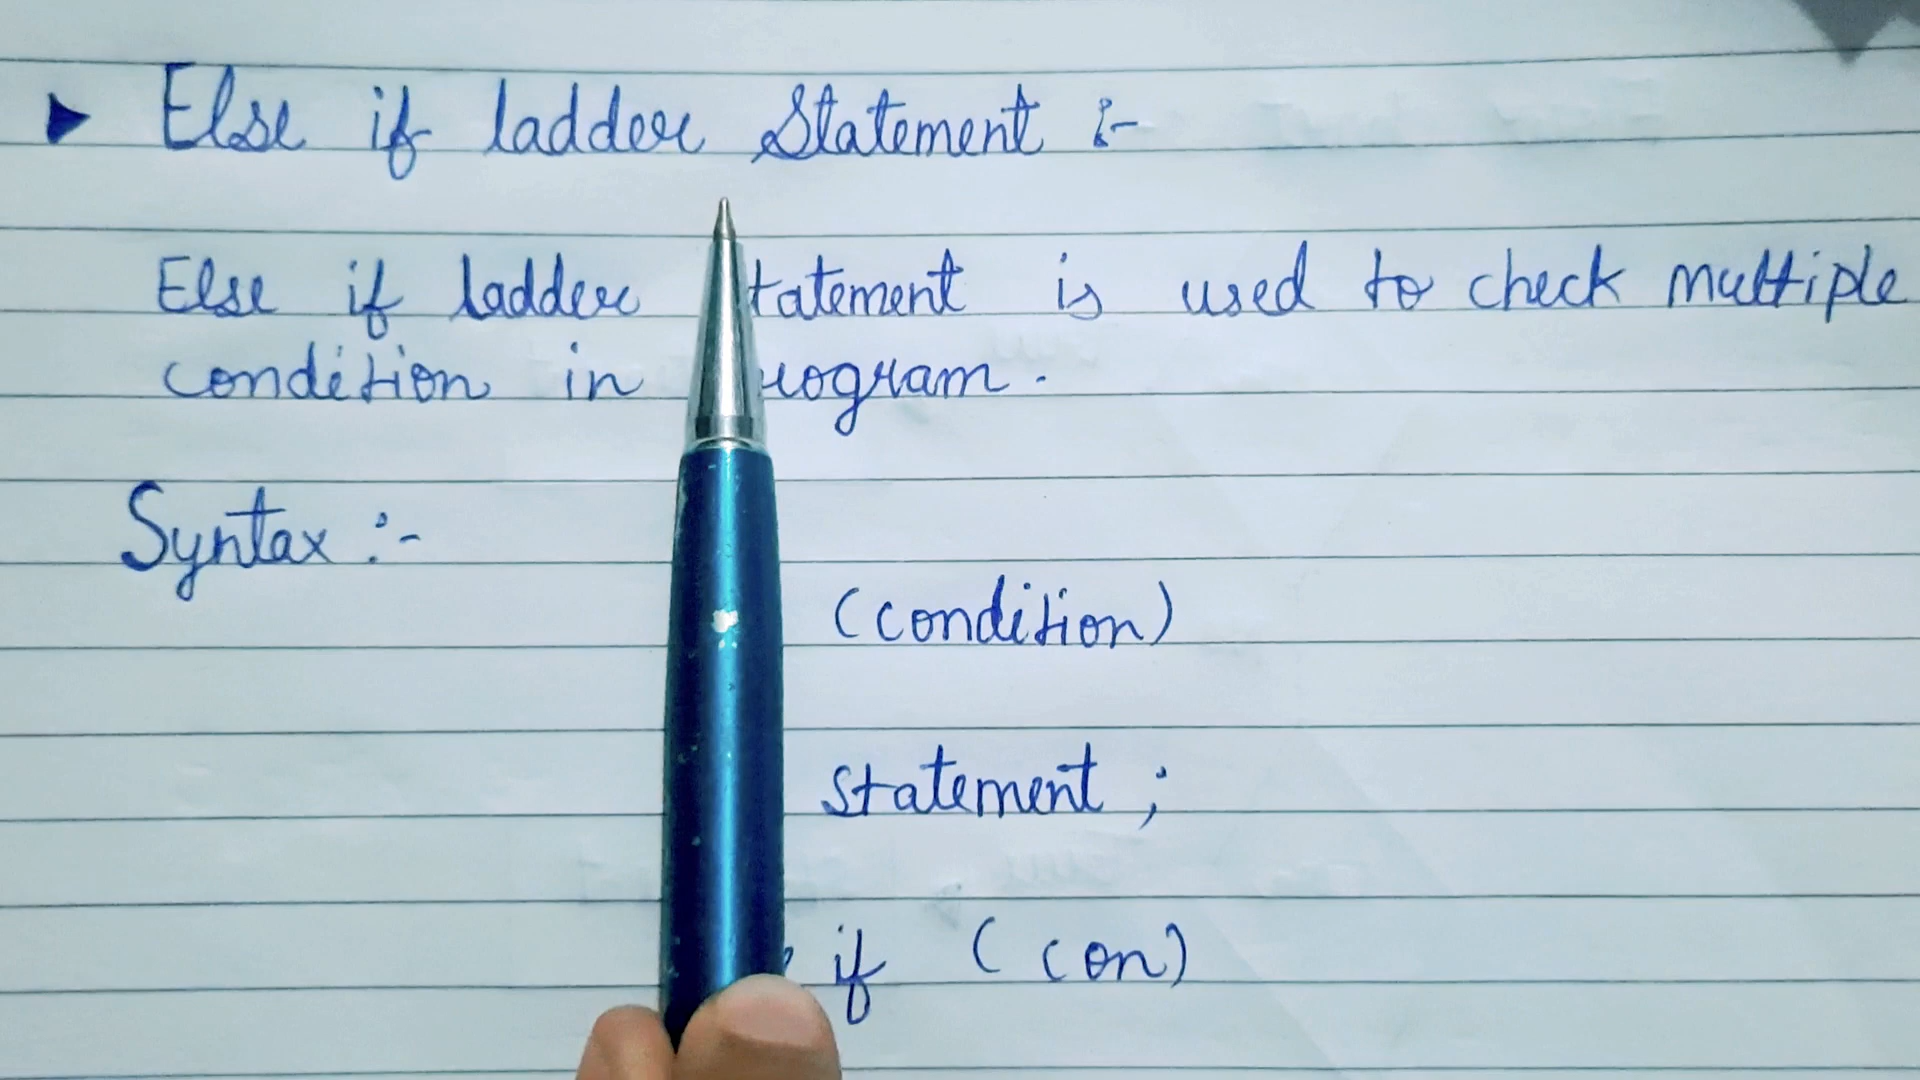 Else if ladder Statement :-
Else if ladder tatement is used to check multiple
condition in rogram.
Syntax :-
(condition)
statement ;
if ( con)